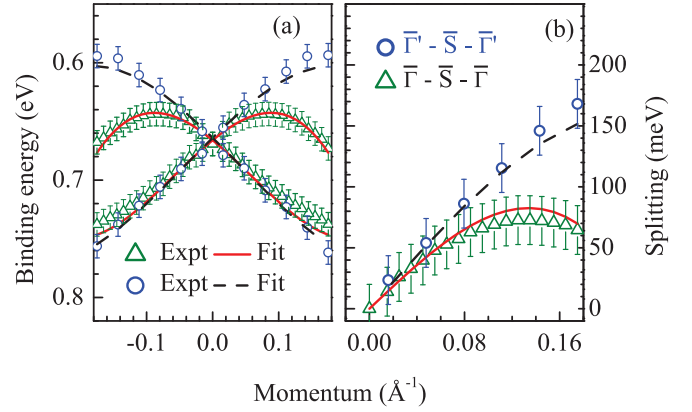 (a)
(b)
0.6
0.7
0.8
Binding energy (eV)
Expt Fit
Expt Fit
-0.1 0.0 0.1
Γ̅' - S̅ - Γ̅'
Γ̅ - S̅ - Γ̅
200
150
100
50
0
Splitting (meV)
0.00 0.08 0.16
Momentum (Å⁻¹)